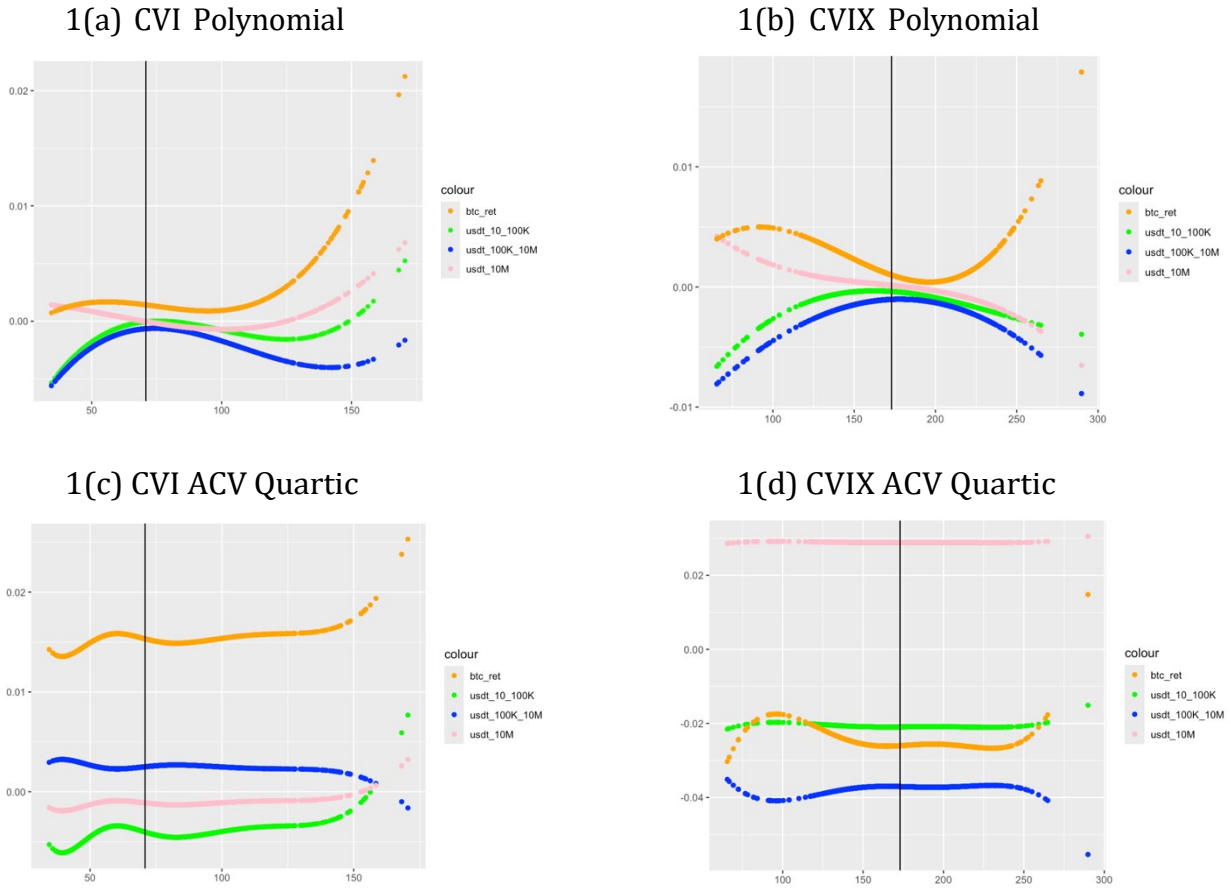 1(a) CVI Polynomial
0.02
0.01
0.00
50
100
150
colour
btc_ret
usdt_10_100K
usdt_100K_10M
usdt_10M
1(b) CVIX Polynomial
0.01
0.00
-0.01
100
150
200
250
300
colour
btc_ret
usdt_10_100K
usdt_100K_10M
usdt_10M
1(c) CVI ACV Quartic
0.02
0.01
0.00
50
100
150
colour
btc_ret
usdt_10_100K
usdt_100K_10M
usdt_10M
1(d) CVIX ACV Quartic
0.02
0.00
-0.02
-0.04
100
150
200
250
300
colour
btc_ret
usdt_10_100K
usdt_100K_10M
usdt_10M